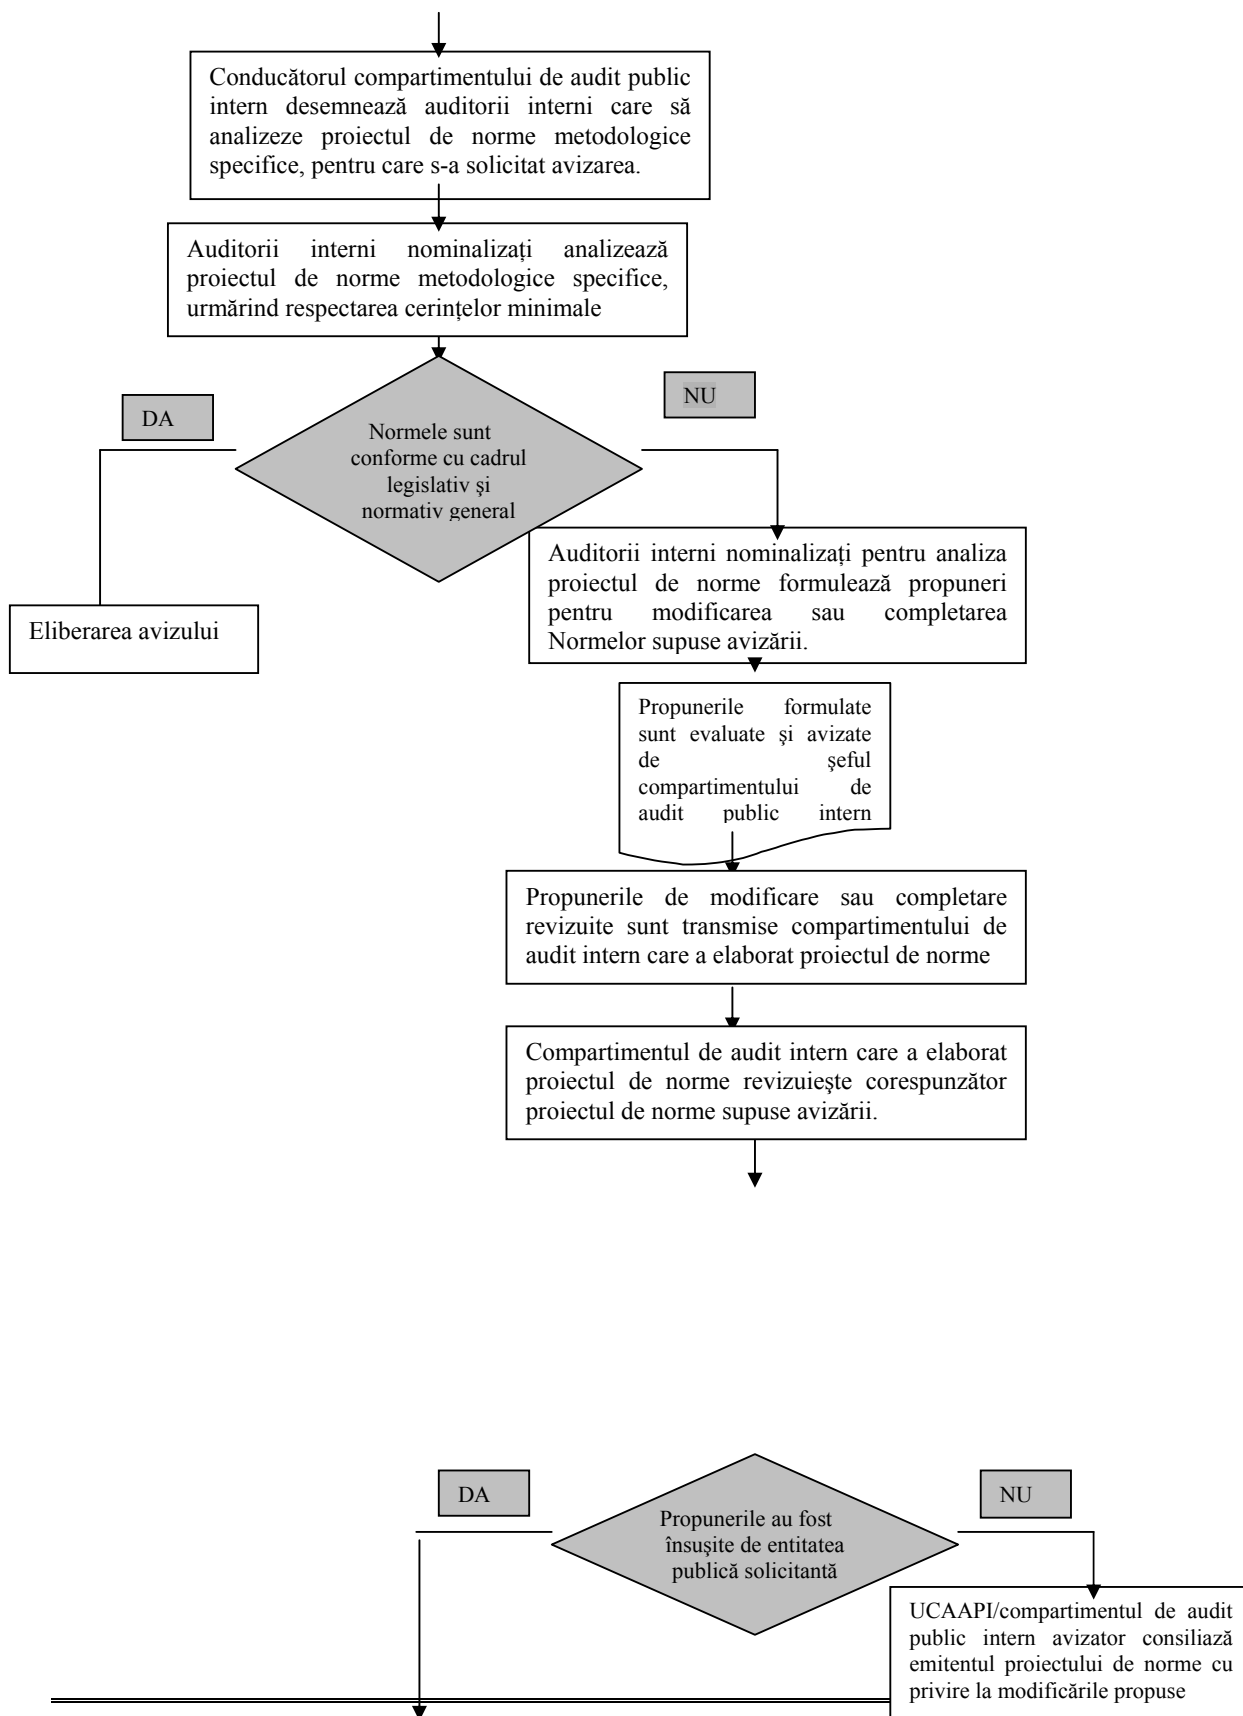 Conducătorul compartimentului de audit public
intern desemnează auditorii interni care să
analizeze proiectul de norme metodologice
specifice, pentru care s-a solicitat avizarea.
Auditorii interni nominalizați analizează
proiectul de norme metodologice specifice,
urmărind respectarea cerințelor minimale
DA
NU
Normele sunt
conforme cu cadrul
legislativ şi
normativ general
Auditorii interni nominalizați pentru analiza
proiectul de norme formulează propuneri
pentru modificarea sau completarea
Normelor supuse avizării.
Eliberarea avizului
Propunerile formulate
sunt evaluate şi avizate
de şeful
compartimentului de
audit public intern
Propunerile de modificare sau completare
revizuite sunt transmise compartimentului de
audit intern care a elaborat proiectul de norme
Compartimentul de audit intern care a elaborat
proiectul de norme revizuieşte corespunzător
proiectul de norme supuse avizării.
DA
NU
Propunerile au fost
însuşite de entitatea
publică solicitantă
UCAAPI/compartimentul de audit
public intern avizator consiliază
emitentul proiectului de norme cu
privire la modificările propuse